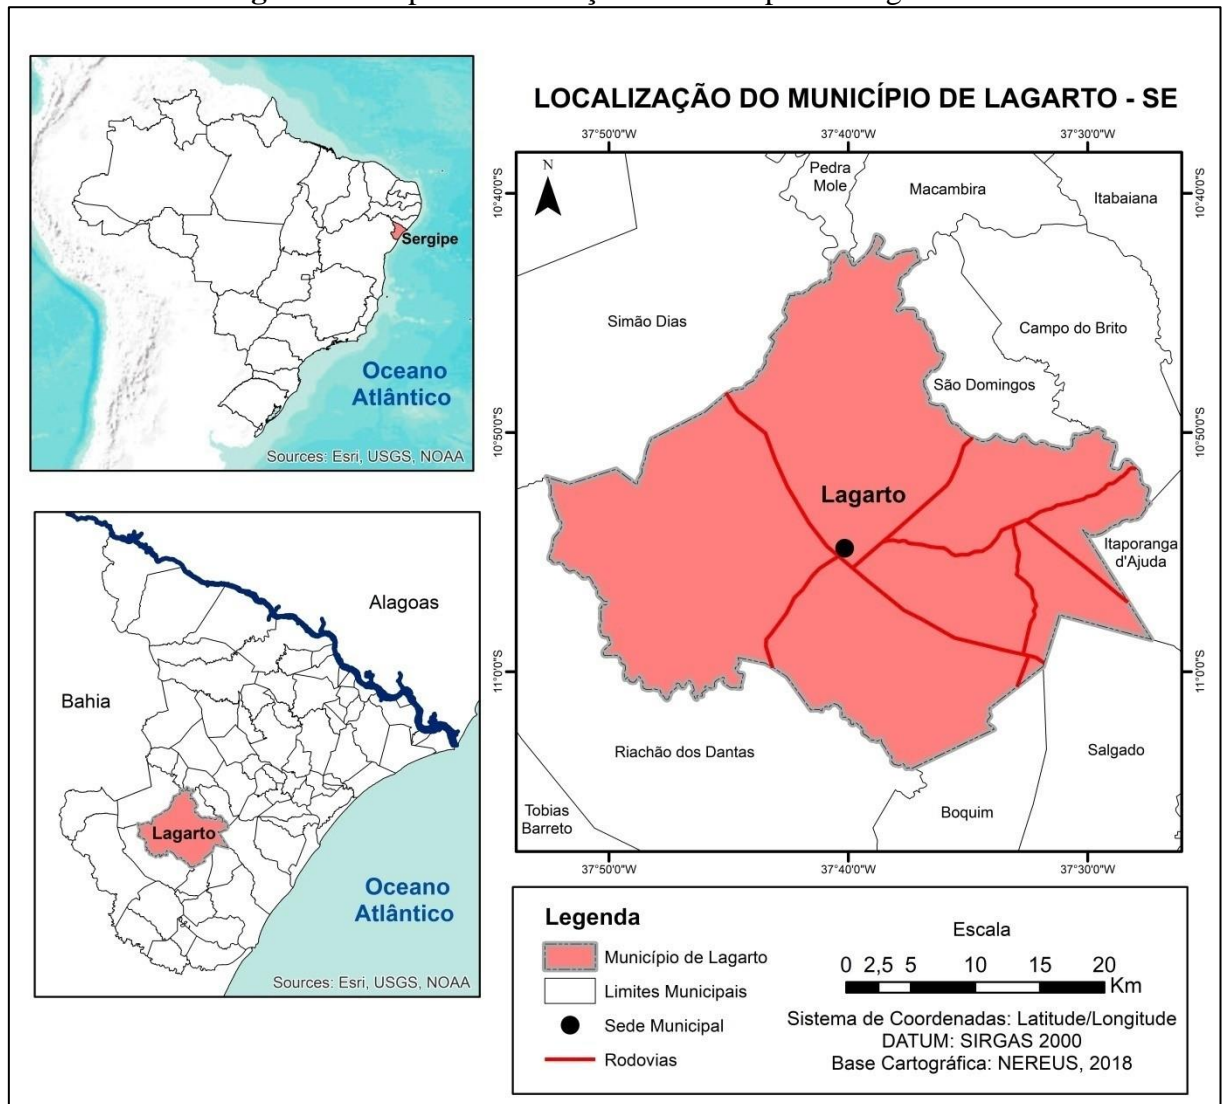 Sergipe
Oceano
Atlântico
Sources: Esri, USGS, NOAA
Alagoas
Bahia
Lagarto
Oceano
Atlântico
Sources: Esri, USGS, NOAA
LOCALIZAÇÃO DO MUNICÍPIO DE LAGARTO - SE
37°50'0"W 37°40'0"W 37°30'0"W
N
Pedra
Mole
Macambira
Itabaiana
10°40'0"S 10°40'0"S
Simão Dias
Campo do Brito
São Domingos
10°50'0"S 10°50'0"S
Lagarto
Itaporanga
d'Ajuda
11°0'0"S 11°0'0"S
Riachão dos Dantas
Salgado
Tobias
Barreto
Boquim
37°50'0"W 37°40'0"W 37°30'0"W
Legenda
Município de Lagarto
Limites Municipais
Sede Municipal
Rodovias
Escala
0 2,5 5 10 15 20
Km
Sistema de Coordenadas: Latitude/Longitude
DATUM: SIRGAS 2000
Base Cartográfica: NEREUS, 2018